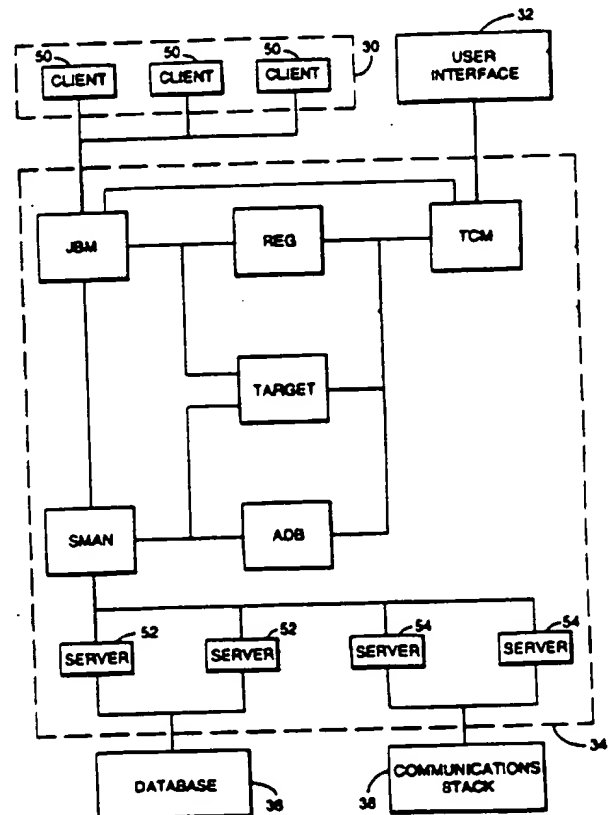 50 50 50 30 32
CLIENT CLIENT CLIENT
USER
INTERFACE
JBM REG TCM
TARGET
SMAN ADB
52 52 54 54
SERVER SERVER SERVER SERVER
34
DATABASE 36
COMMUNICATIONS
STACK
38